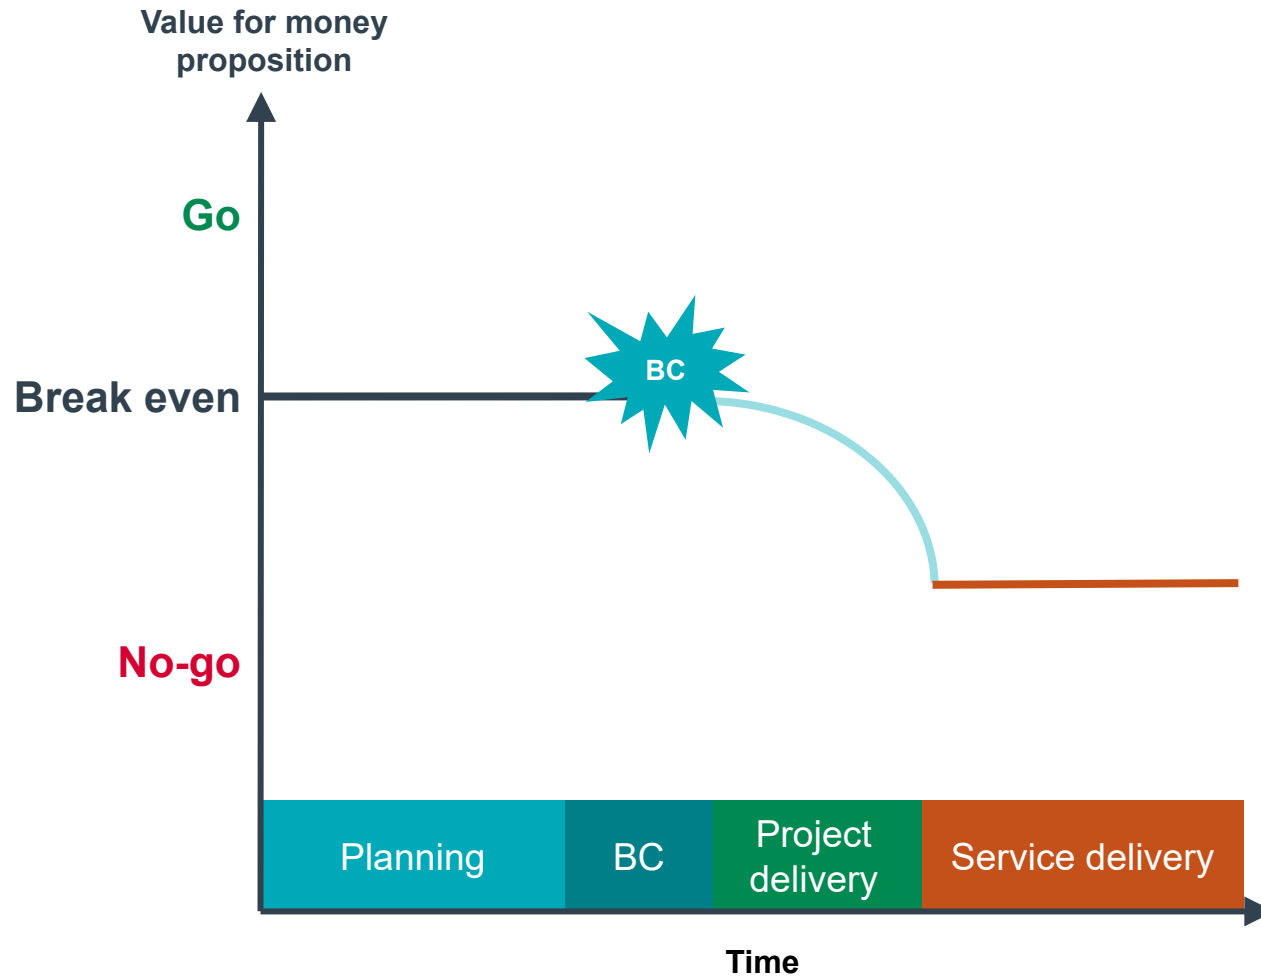 Value for money
proposition
Go
BC
Break even
No-go
Planning
BC
Project
delivery
Service delivery
Time